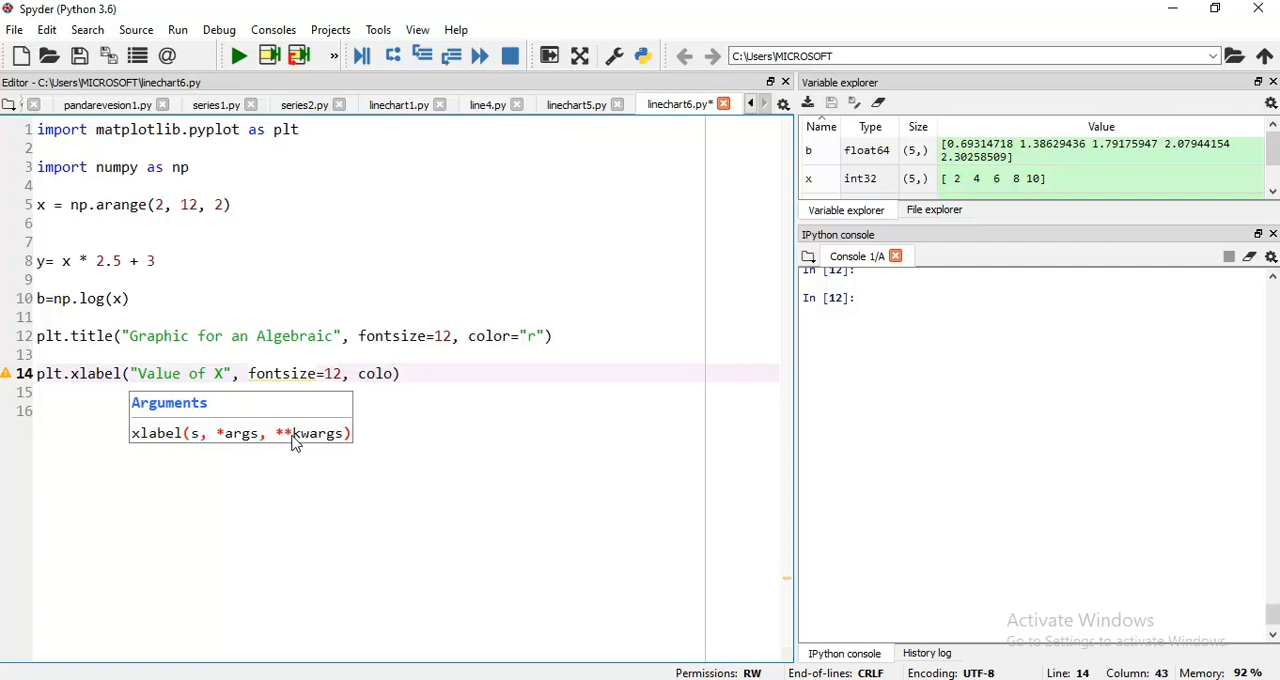 Spyder (Python 3.6)
File Edit Search Source Run Debug Consoles Projects Tools View Help
C:\Users\MICROSOFT
Editor - C:\Users\MICROSOFT\linechart6.py
pandarevesion1.py series1.py series2.py linechart1.py line4.py linechart5.py linechart6.py*
1 import matplotlib.pyplot as plt
2
3 import numpy as np
4
5 x = np.arange(2, 12, 2)
6
7
8 y= x * 2.5 + 3
9
10 b=np.log(x)
11
12 plt.title("Graphic for an Algebraic", fontsize=12, color="r")
13
14 plt.xlabel("Value of X", fontsize=12, colo)
15
16
Arguments
xlabel(s, *args, **kwargs)
Variable explorer
Name Type Size Value
b float64 (5,) [0.69314718 1.38629436 1.79175947 2.07944154
2.30258509]
x int32 (5,) [ 2 4 6 8 10]
Variable explorer File explorer
IPython console
Console 1/A
In [12]:
In [12]:
Activate Windows
Go to Settings to activate Windows.
IPython console History log
Permissions: RW End-of-lines: CRLF Encoding: UTF-8 Line: 14 Column: 43 Memory: 92 %